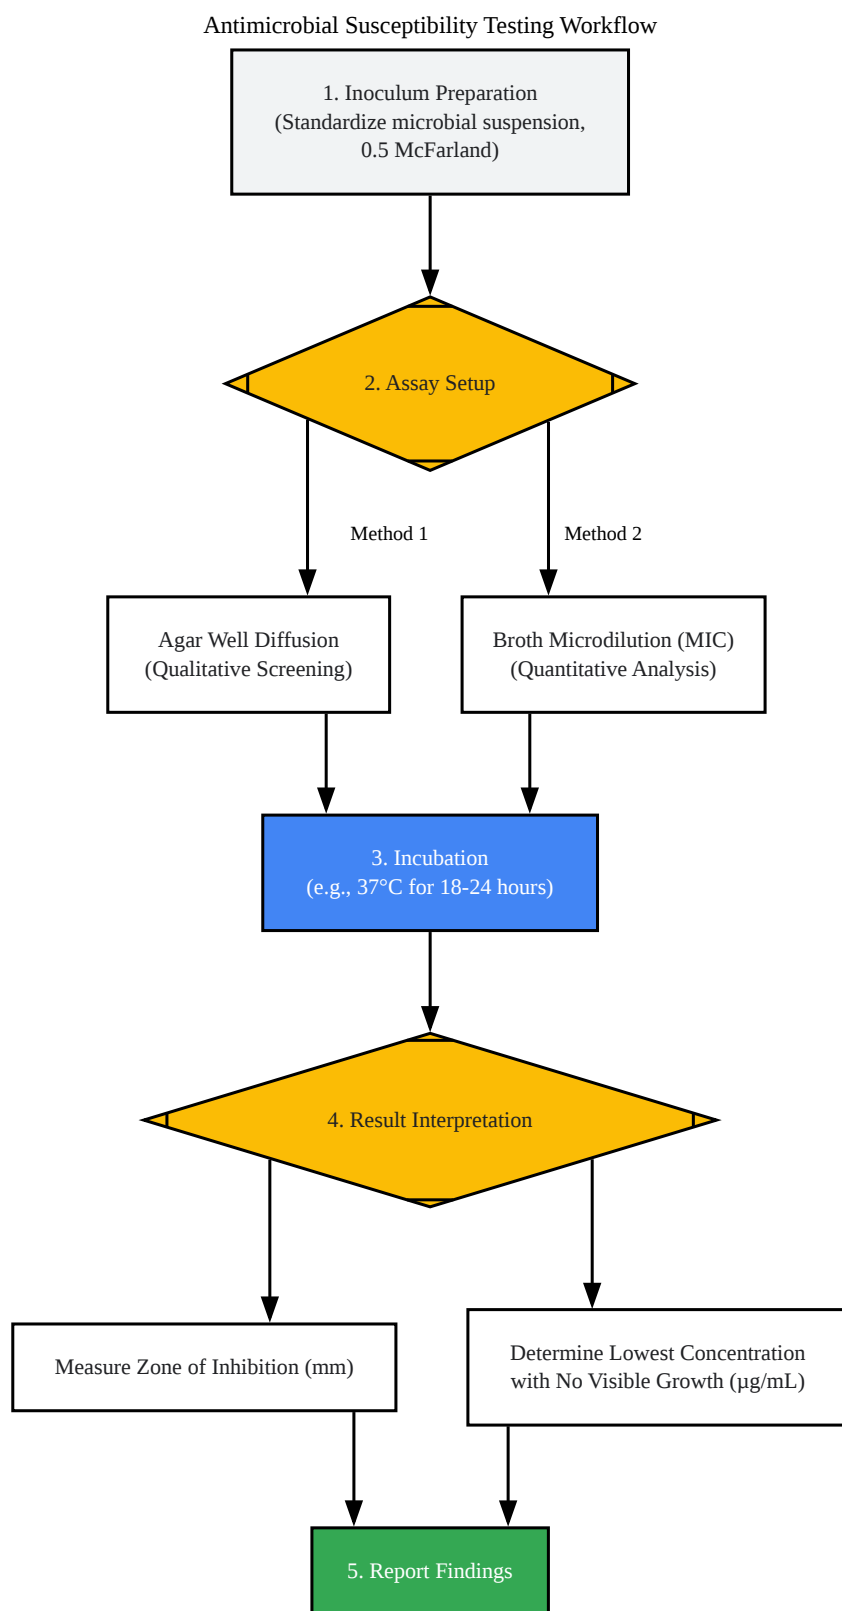 Antimicrobial Susceptibility Testing Workflow
1. Inoculum Preparation
(Standardize microbial suspension,
0.5 McFarland)
2. Assay Setup
Method 1
Method 2
Agar Well Diffusion
(Qualitative Screening)
Broth Microdilution (MIC)
(Quantitative Analysis)
3. Incubation
(e.g., 37°C for 18-24 hours)
4. Result Interpretation
Measure Zone of Inhibition (mm)
Determine Lowest Concentration
with No Visible Growth (µg/mL)
5. Report Findings